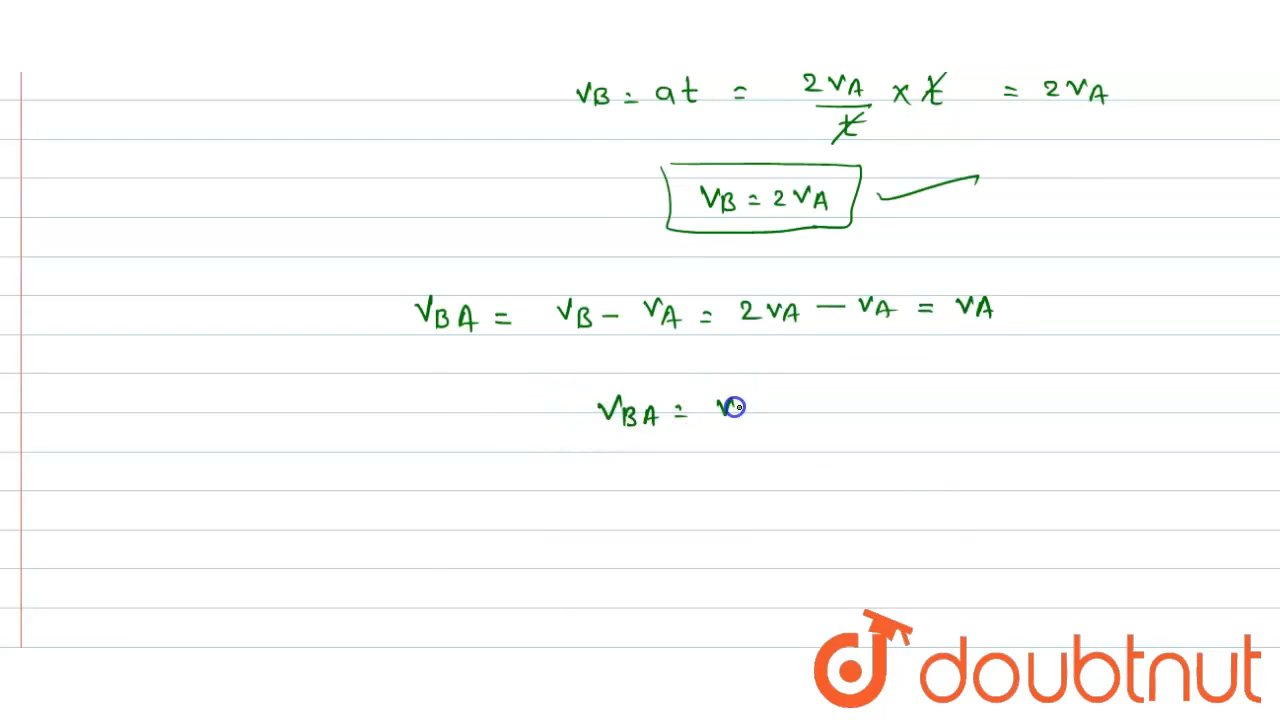 vB = at = 2vA/t × t = 2vA
vB = 2vA
vBA = vB - vA = 2vA - vA = vA
vBA = v
doubtnut